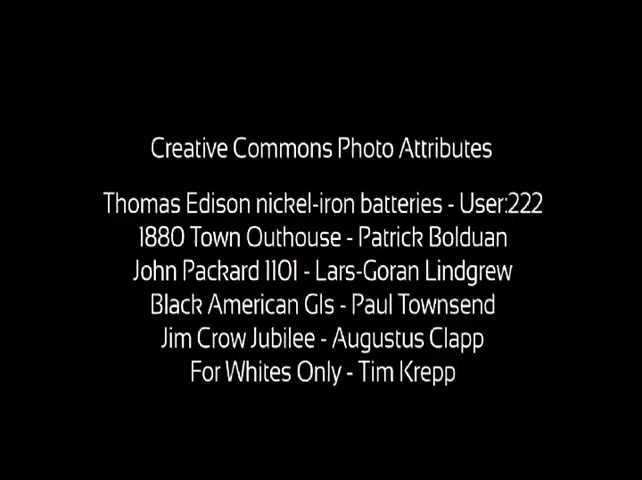 Creative Commons Photo Attributes
Thomas Edison nickel-iron batteries - User:222
1880 Town Outhouse - Patrick Bolduan
John Packard 1101 - Lars-Goran Lindgrew
Black American GIs - Paul Townsend
Jim Crow Jubilee - Augustus Clapp
For Whites Only - Tim Krepp